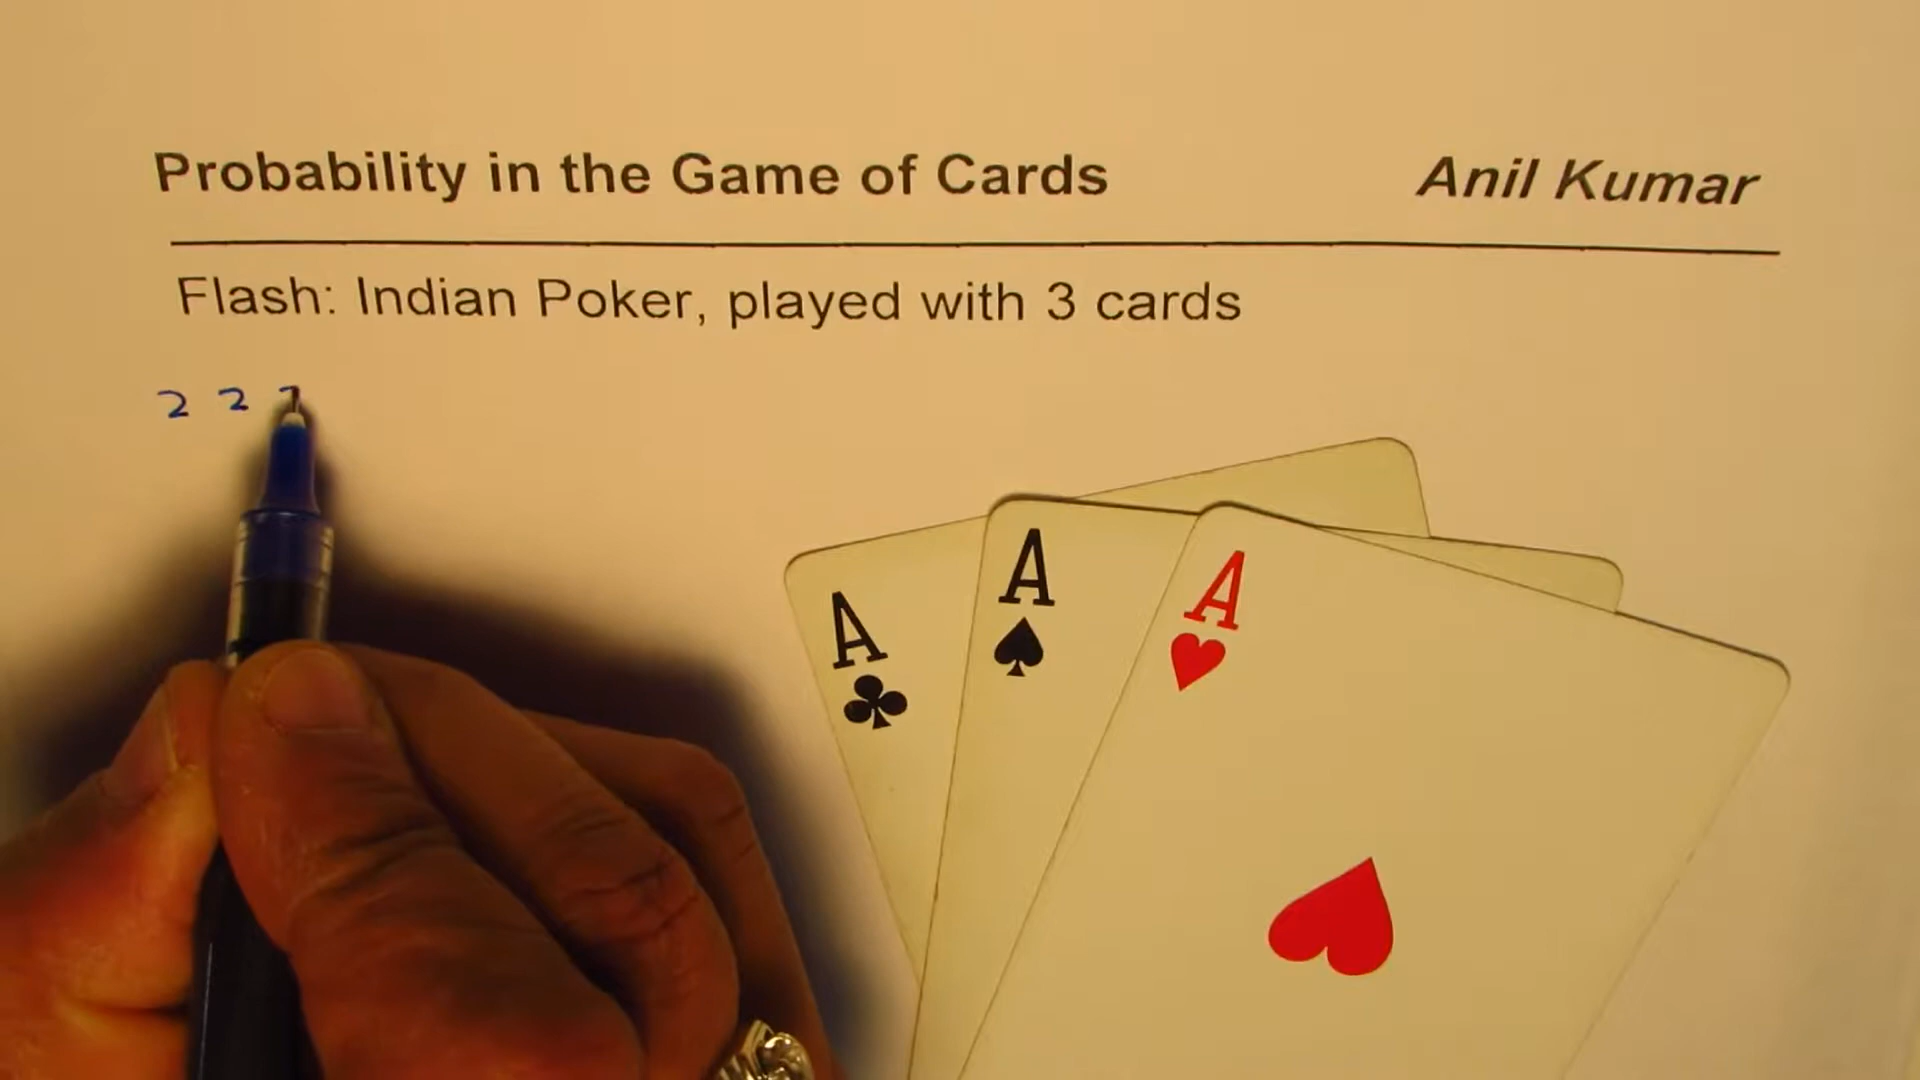 Probability in the Game of Cards Anil Kumar
Flash: Indian Poker, played with 3 cards
2 2
A
A
A